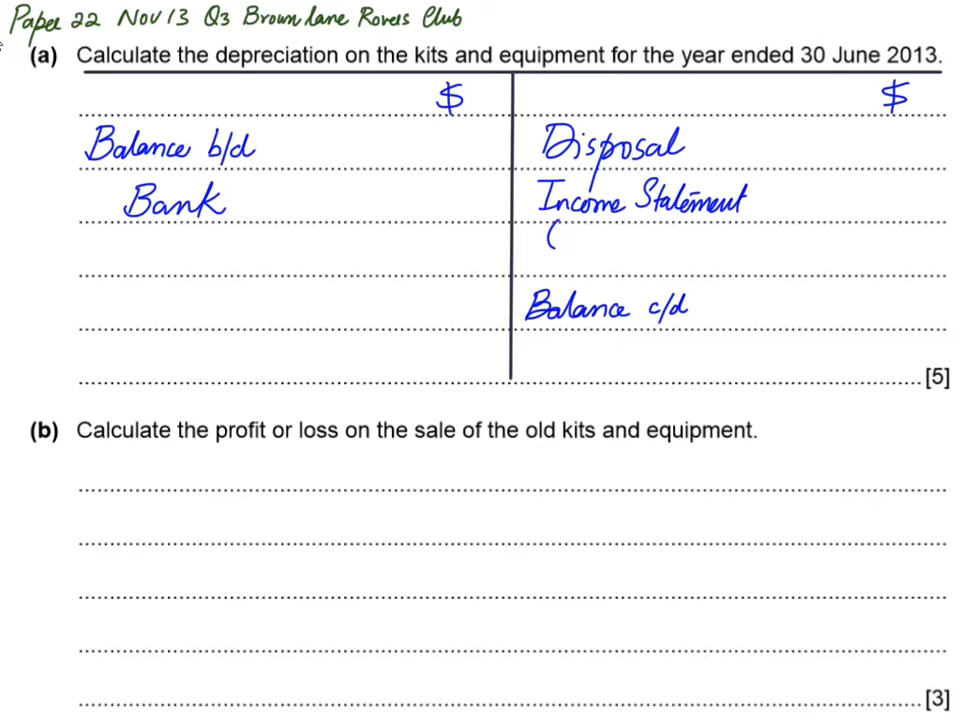 Paper 22 Nov 13 Q3 Brown lane Rovers Club
(a) Calculate the depreciation on the kits and equipment for the year ended 30 June 2013.
$ $
Balance b/d Disposal
Bank Income Statement
(
Balance c/d
[5]
(b) Calculate the profit or loss on the sale of the old kits and equipment.
[3]